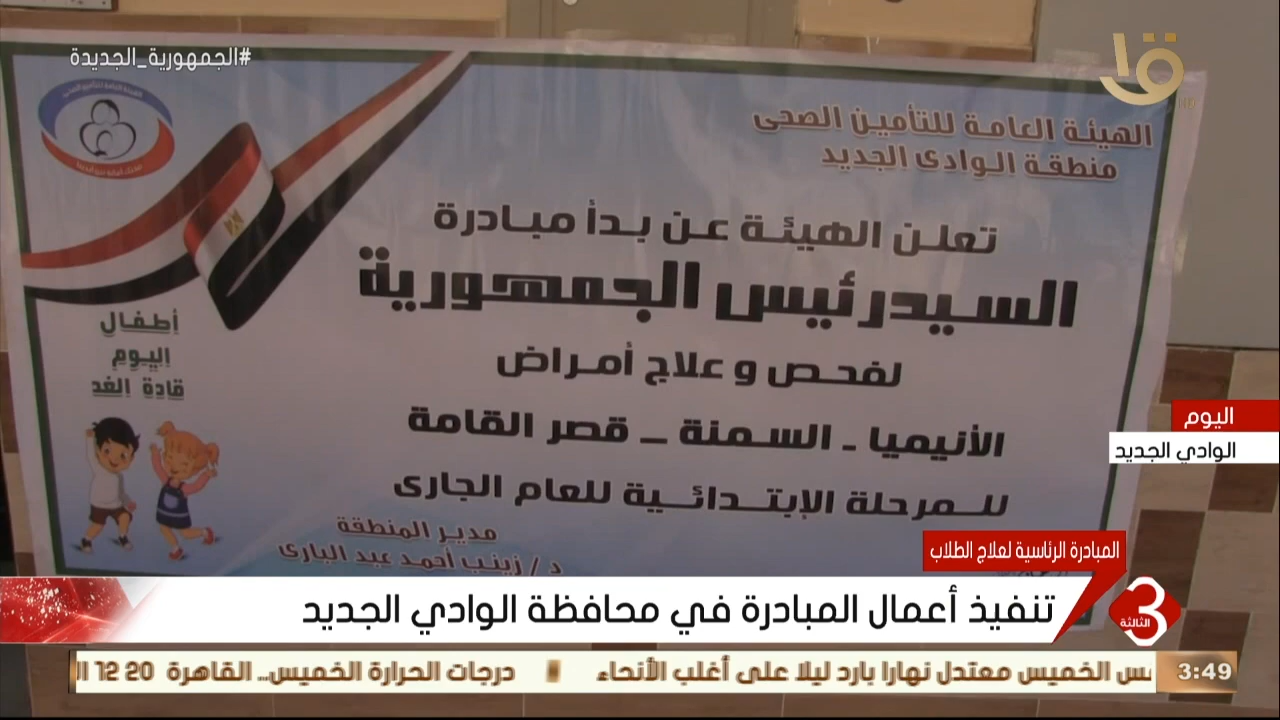 #الجمهورية_الجديدة
الهيئة العامة للتأمين الصحى
منطقة الوادى الجديد
تعلن الهيئة عن بدأ مبادرة
السيد رئيس الجمهورية
لفحص و علاج أمراض
الأنيميا - السمنة - قصر القامة
للمرحلة الإبتدائية للعام الجارى
مدير المنطقة
د / زينب أحمد عبد البارى
أطفال
اليوم
قادة الغد
اليوم
الوادي الجديد
المبادرة الرئاسية لعلاج الطلاب
تنفيذ أعمال المبادرة في محافظة الوادي الجديد
3
الثالثة
الخميس معتدل نهارا بارد ليلا على أغلب الأنحاء درجات الحرارة الخميس.. القاهرة 20 12
3:49